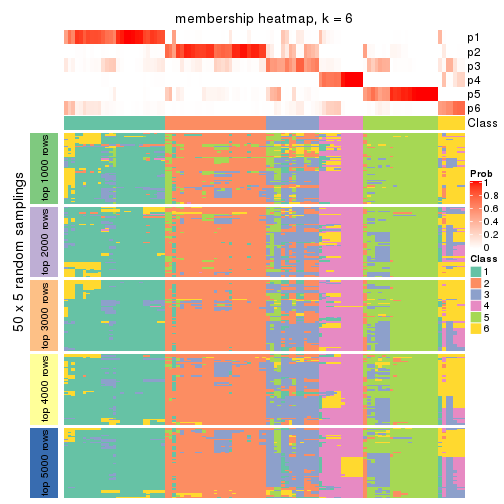 membership heatmap, k = 6
p1
p2
p3
p4
p5
p6
Class
50 x 5 random samplings
top 1000 rows
top 2000 rows
top 3000 rows
top 4000 rows
top 5000 rows
Prob
1
0.8
0.6
0.4
0.2
0
Class
1
2
3
4
5
6